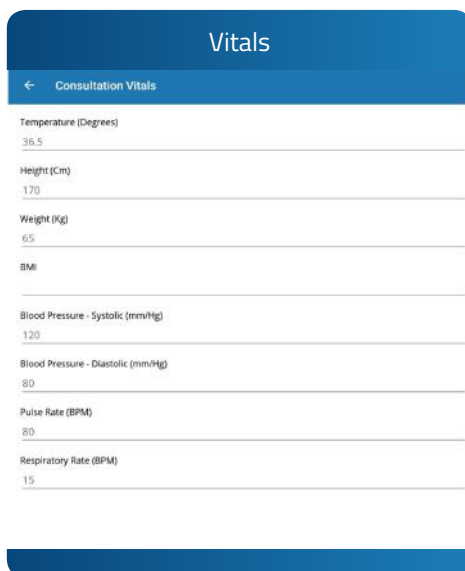 Vitals
Consultation Vitals
Temperature (Degrees)
36.5
Height (Cm)
170
Weight (Kg)
65
BMI
Blood Pressure - Systolic (mm/Hg)
120
Blood Pressure - Diastolic (mm/Hg)
80
Pulse Rate (BPM)
80
Respiratory Rate (BPM)
15